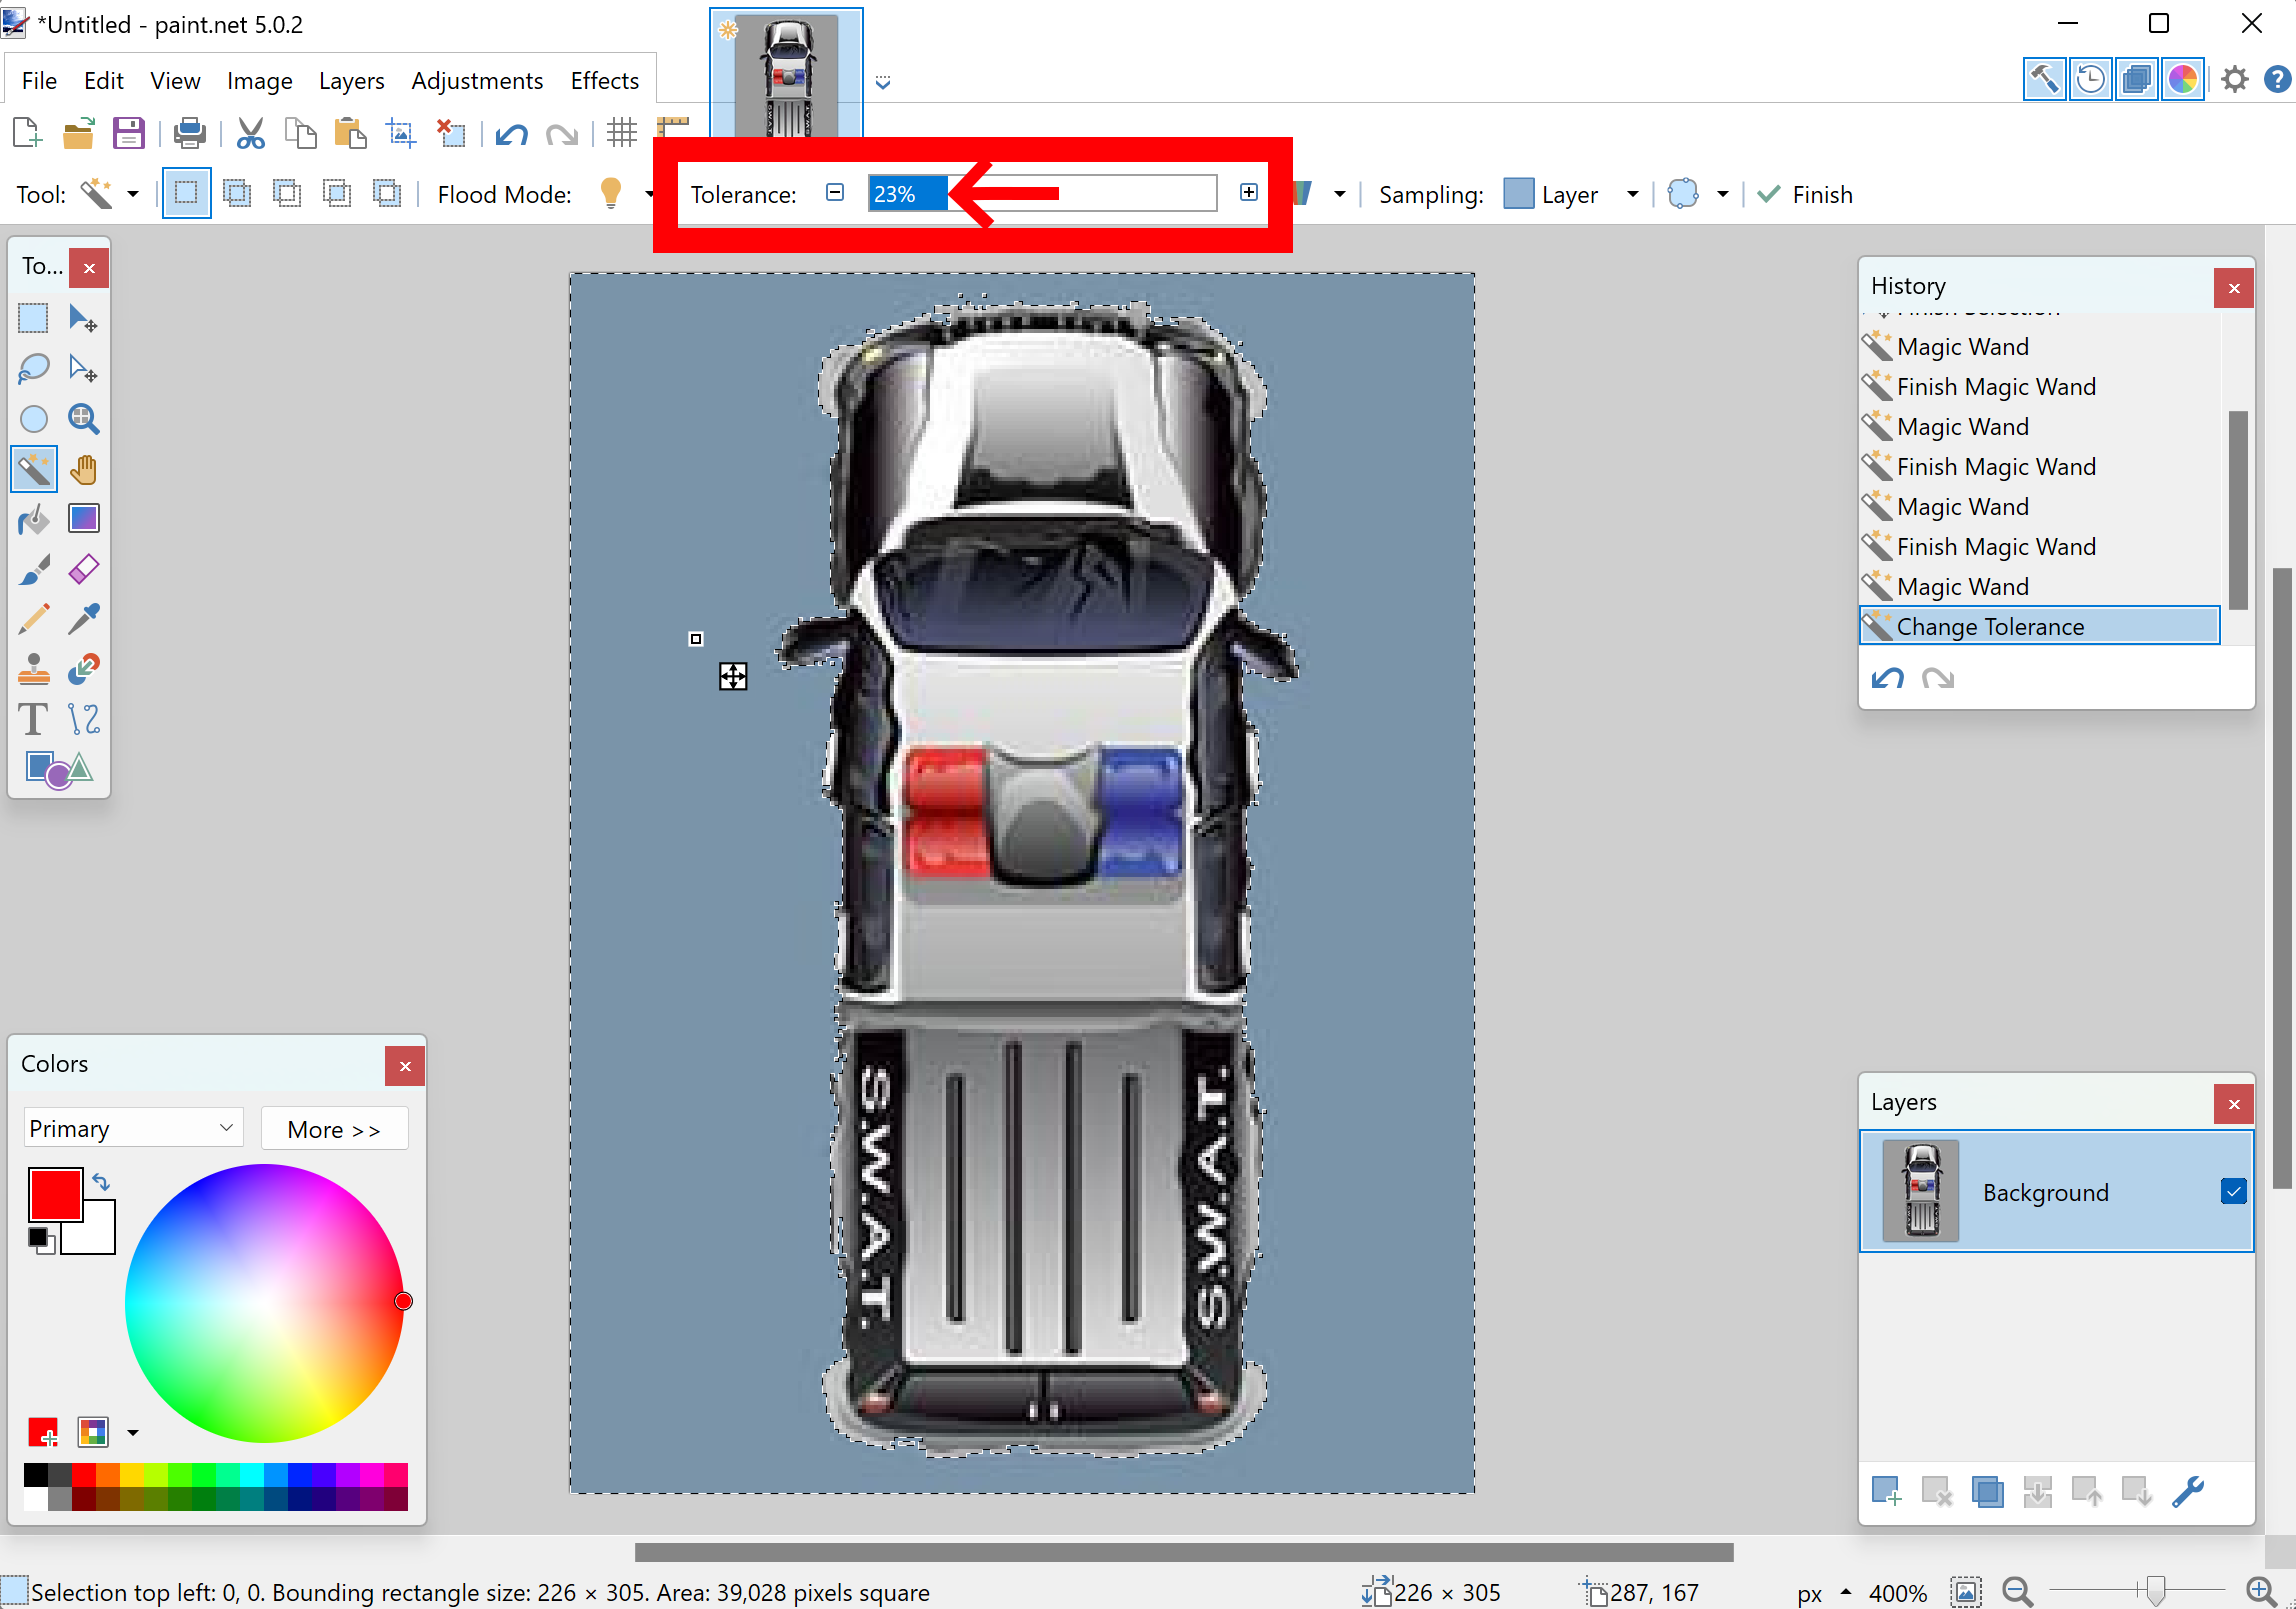 *Untitled - paint.net 5.0.2
File Edit View Image Layers Adjustments Effects
Tool: Flood Mode: Tolerance: 23% Sampling: Layer Finish
To...
History
Finish Selection
Magic Wand
Finish Magic Wand
Magic Wand
Finish Magic Wand
Magic Wand
Finish Magic Wand
Magic Wand
Change Tolerance
S.W.A.T.
S.W.A.T.
Colors
Primary
More >>
Layers
Background
Selection top left: 0, 0. Bounding rectangle size: 226 × 305. Area: 39,028 pixels square
226 × 305
287, 167
px
400%